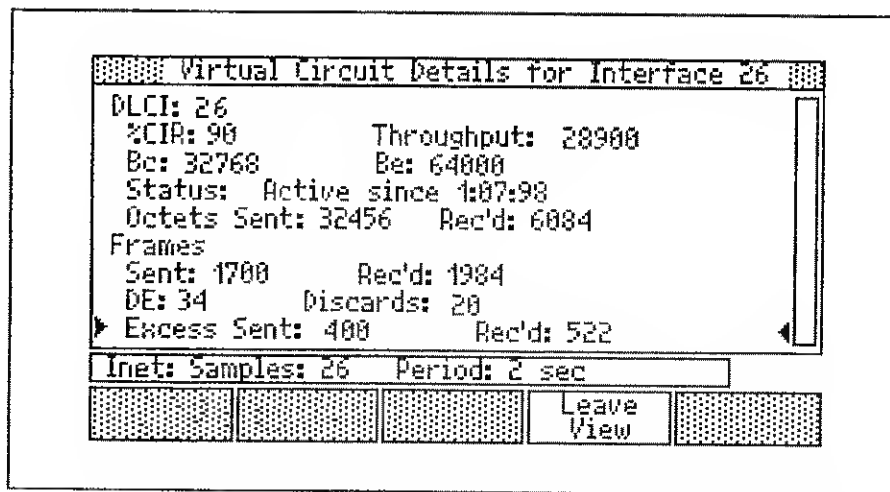 Virtual Circuit Details for Interface 26
DLCI: 26
%CIR: 90 Throughput: 28900
Bc: 32768 Be: 64000
Status: Active since 1:07:98
Octets Sent: 32456 Rec'd: 6084
Frames
Sent: 1700 Rec'd: 1984
DE: 34 Discards: 20
Excess Sent: 400 Rec'd: 522
Inet: Samples: 26 Period: 2 sec
Leave
View